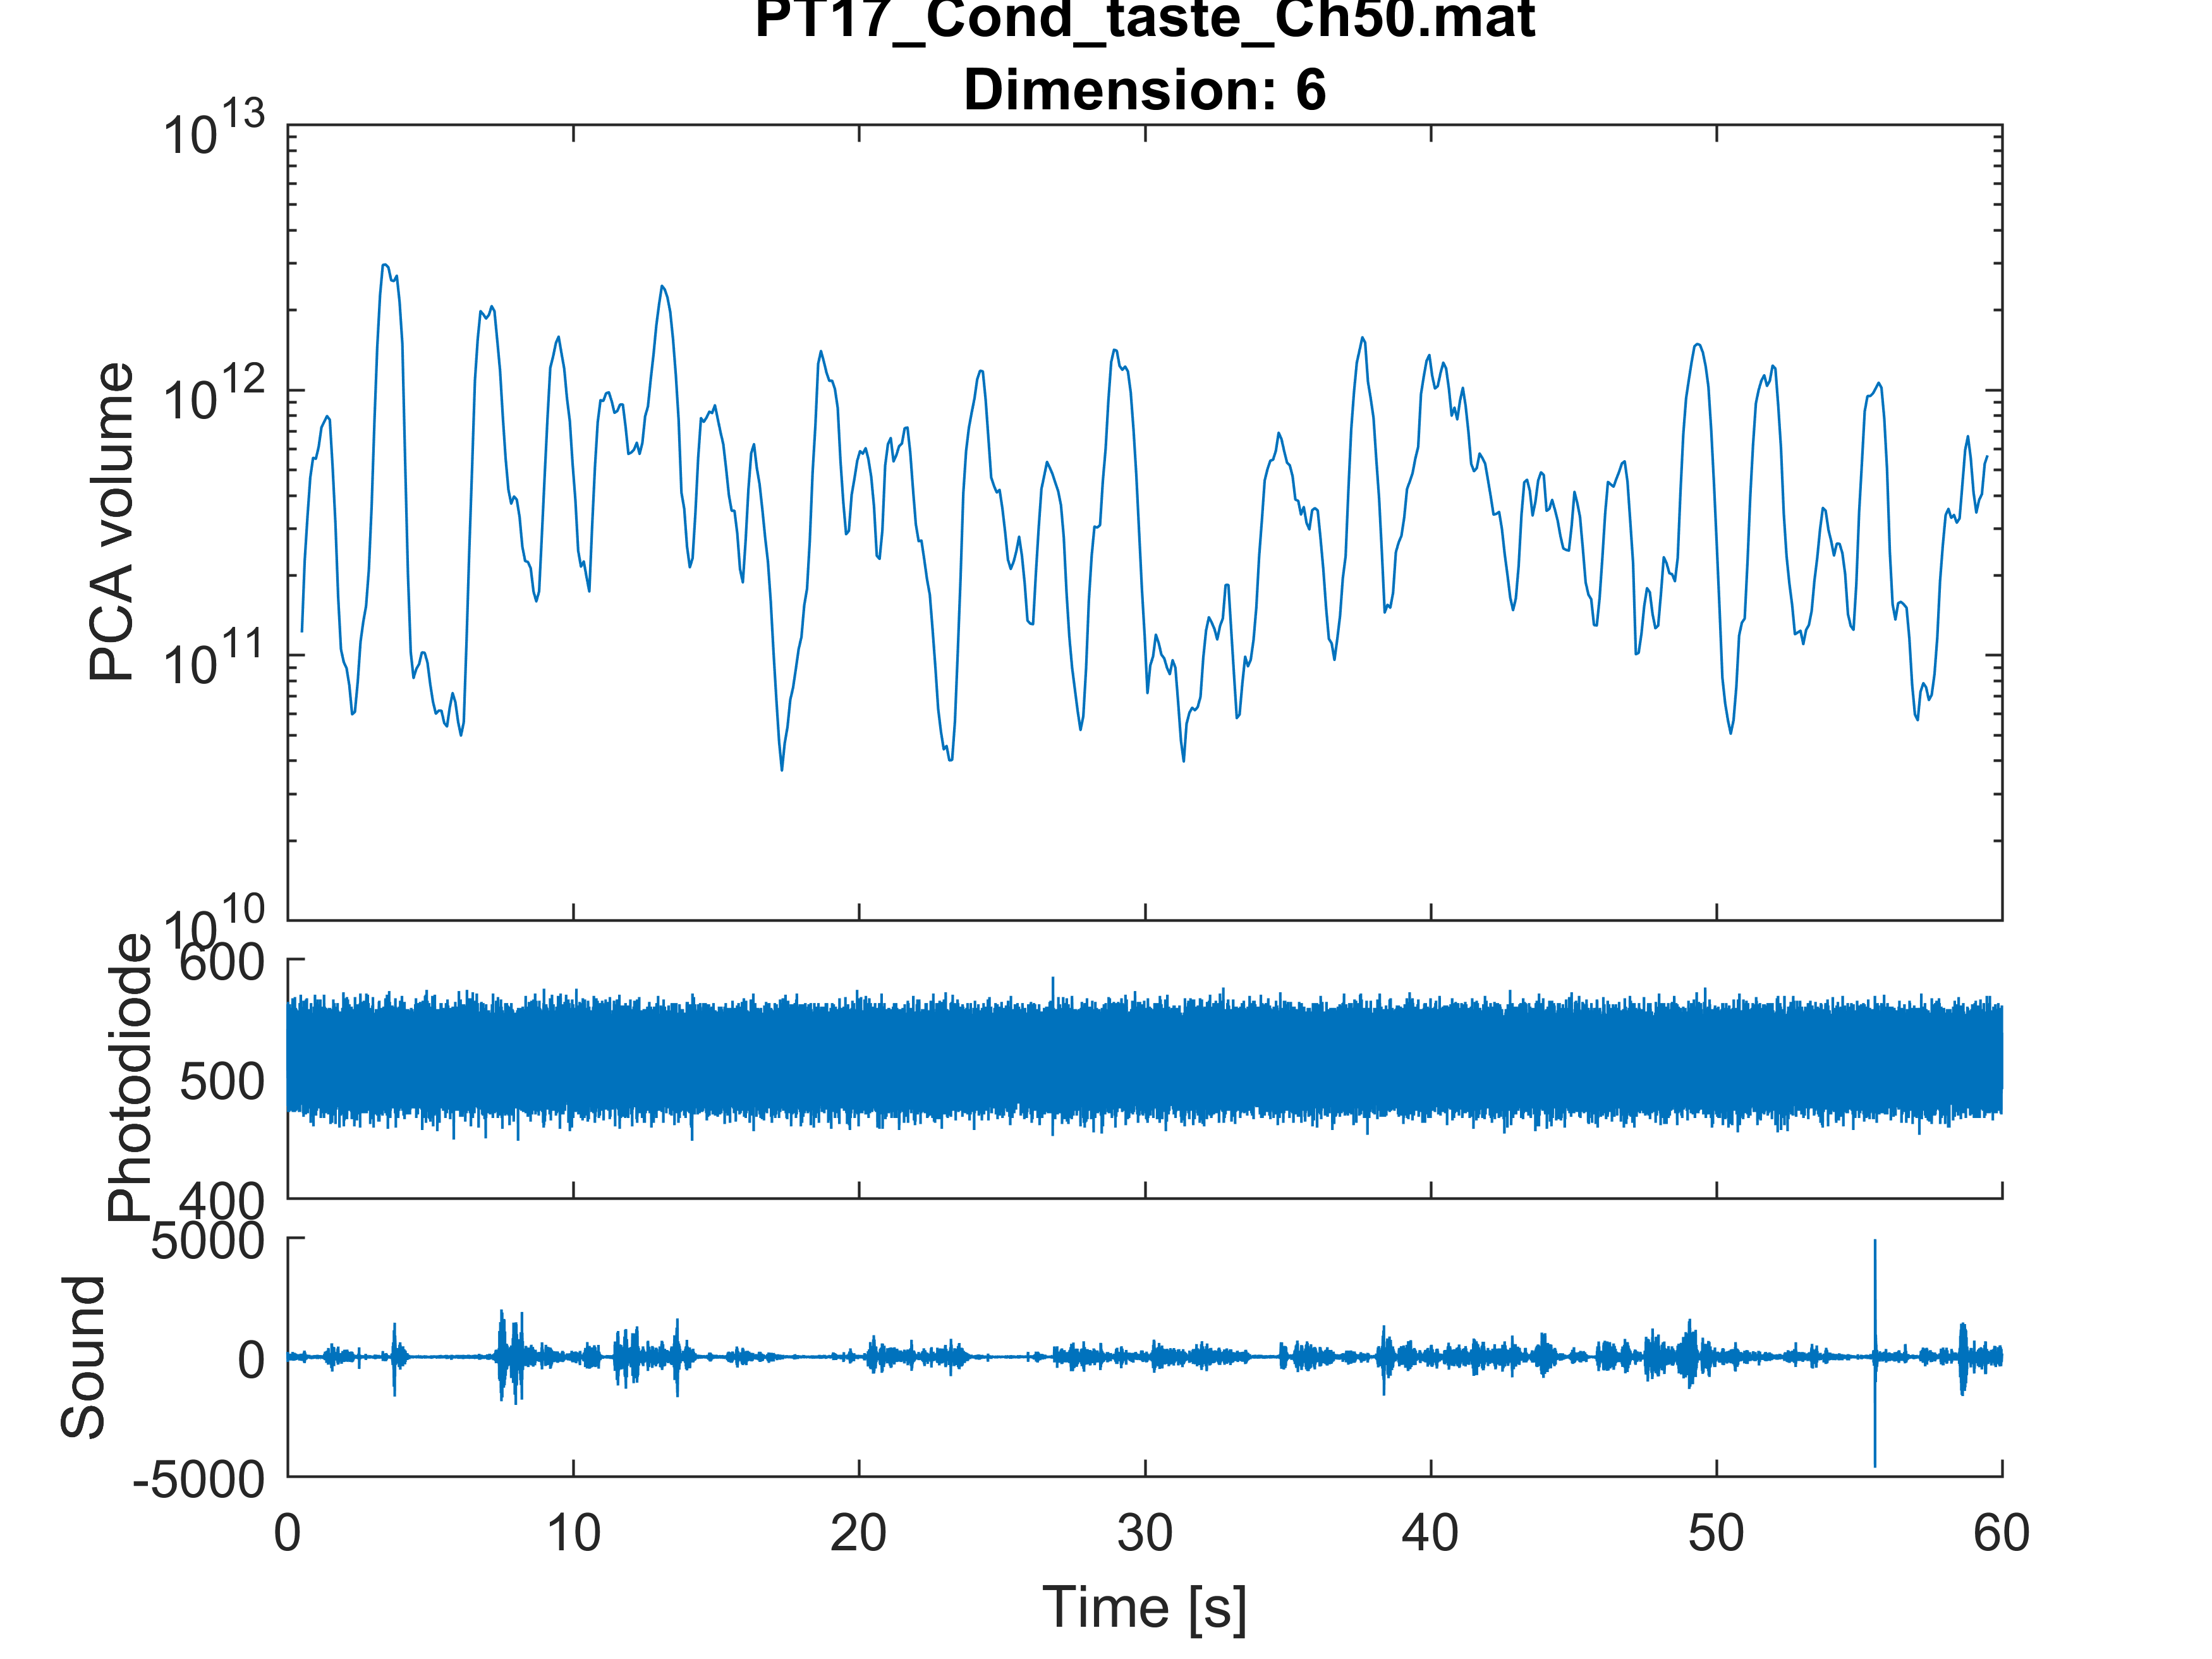 PT17_Cond_taste_Ch50.mat
Dimension: 6
10^13
10^12
10^11
10^10
PCA volume
600
500
400
Photodiode
5000
0
-5000
Sound
0 10 20 30 40 50 60
Time [s]